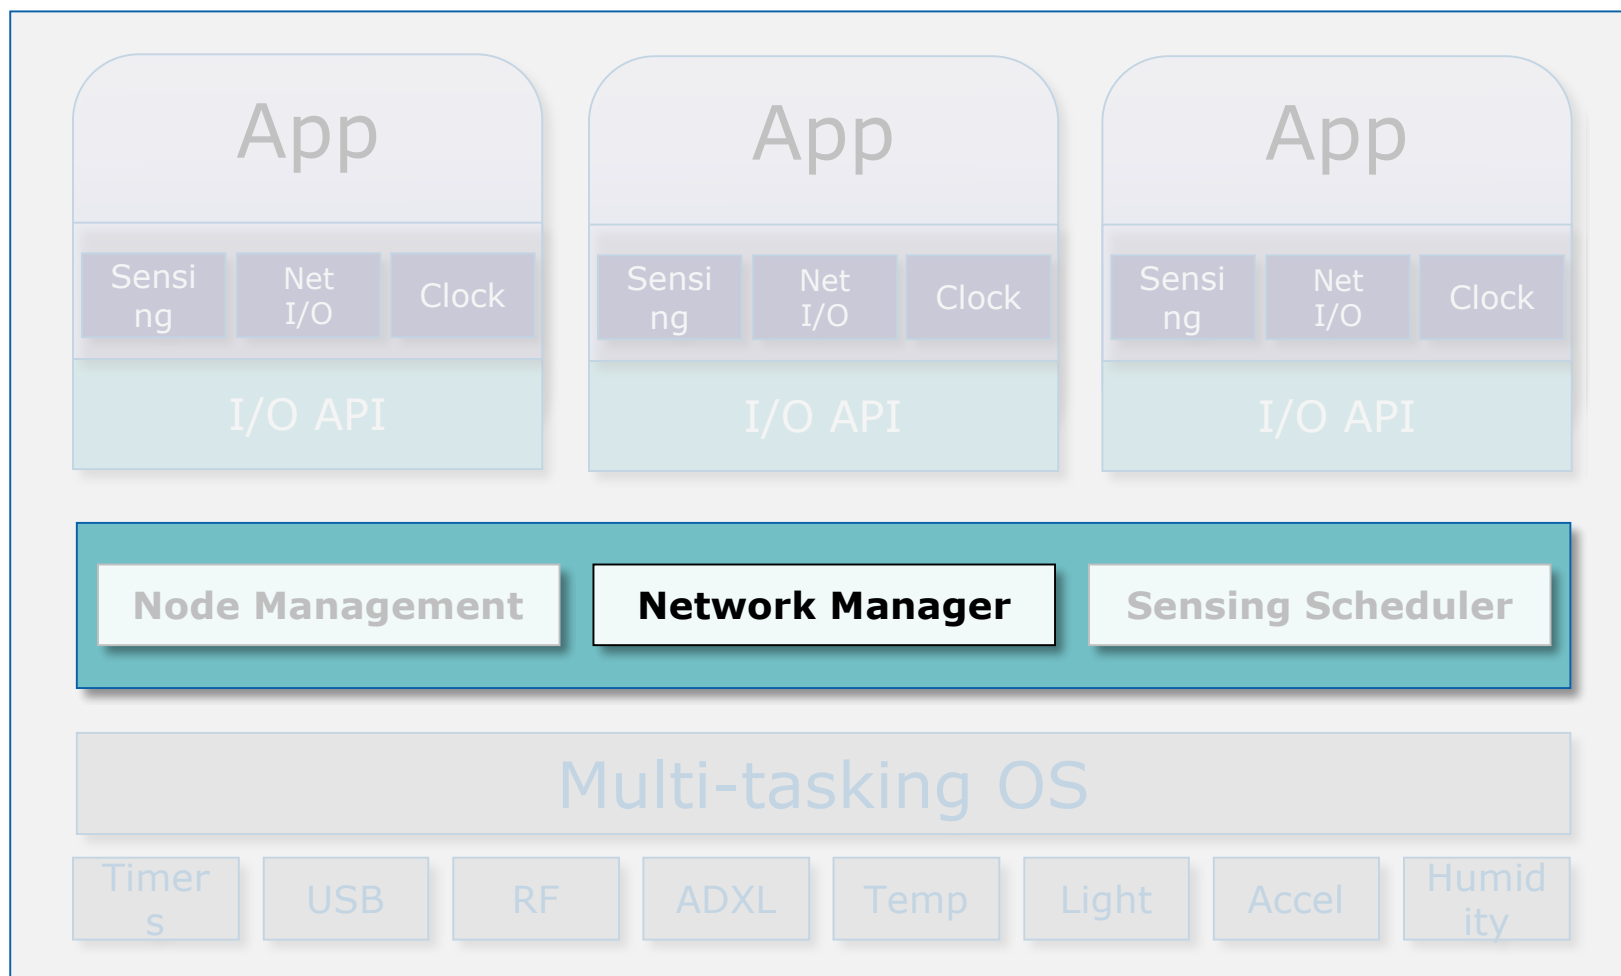 App
App
App
Sensi
ng
Net
I/O
Clock
Sensi
ng
Net
I/O
Clock
Sensi
ng
Net
I/O
Clock
I/O API
I/O API
I/O API
Node Management
Network Manager
Sensing Scheduler
Multi-tasking OS
Timer
s
USB
RF
ADXL
Temp
Light
Accel
Humid
ity